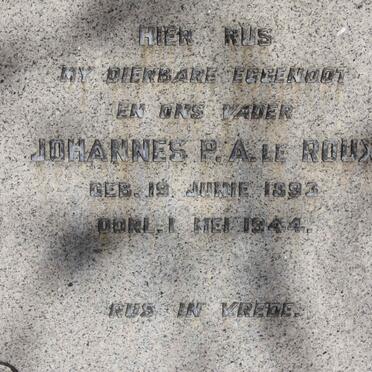 HIER RUS
MY DIERBARE EGGENOOT
EN ONS VADER
JOHANNES P.A. LE ROUX
GEB. 19 JUNIE 1893
OORL. 1 MEI 1944.
RUS IN VREDE.